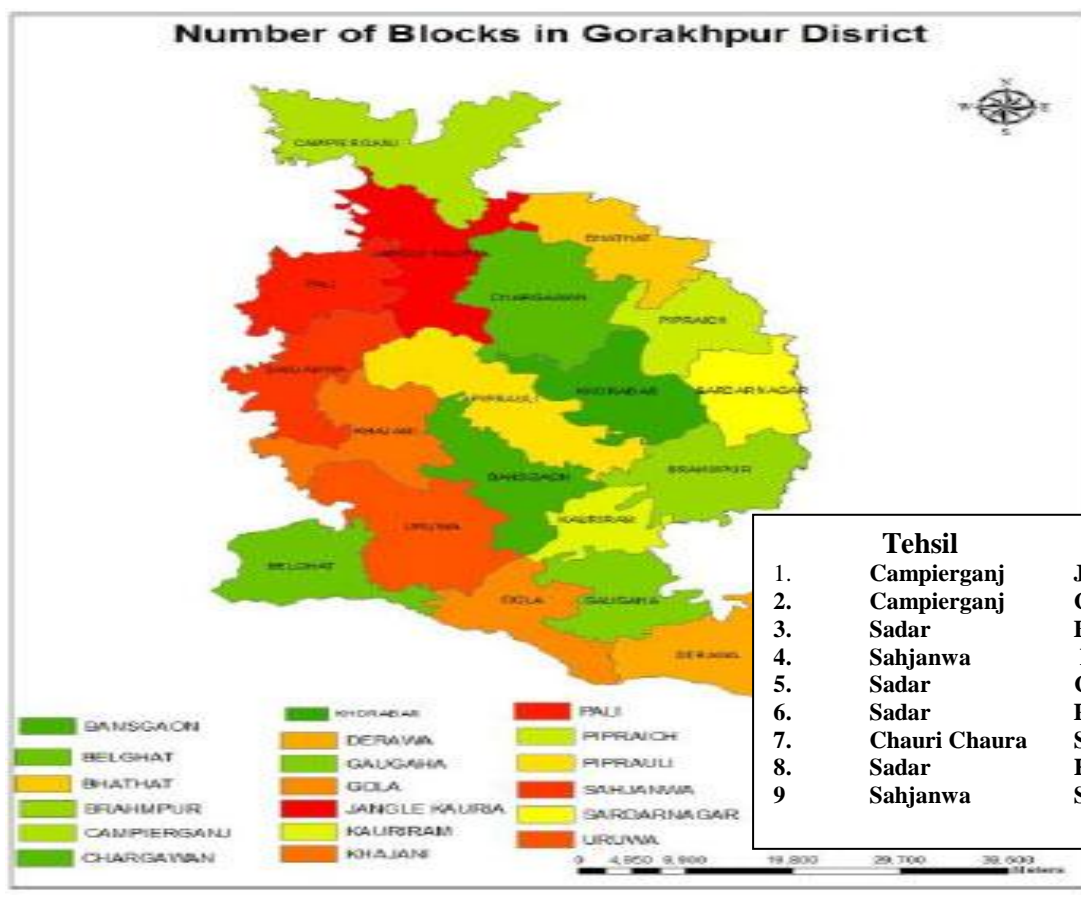 Number of Blocks in Gorakhpur Disrict
N
W E
S
CAMPIERGANJ
BHATHAT
PALI
CHARGAWAN
PIPRAICH
KHORABAR
SARDARNAGAR
PIPRAULI
KHAJANI
BRAHMPUR
BANSGAON
KAURIRAM
URUWA
BELGHAT
GOLA
GAUGAHA
DERAWA
Tehsil
1. Campierganj J
2. Campierganj
3. Sadar
4. Sahjanwa
5. Sadar
6. Sadar
7. Chauri Chaura S
8. Sadar
9 Sahjanwa S
BANSGAON
BELGHAT
BHATHAT
BRAHMPUR
CAMPIERGANJ
CHARGAWAN
KHORABAR
DERAWA
GAUGAHA
GOLA
JANGLE KAURIA
KAURIRAM
KHAJANI
PALI
PIPRAICH
PIPRAULI
SAHJANWA
SARDARNAGAR
URUWA
0 4,950 9,900 19,800 29,700 39,600
Meters